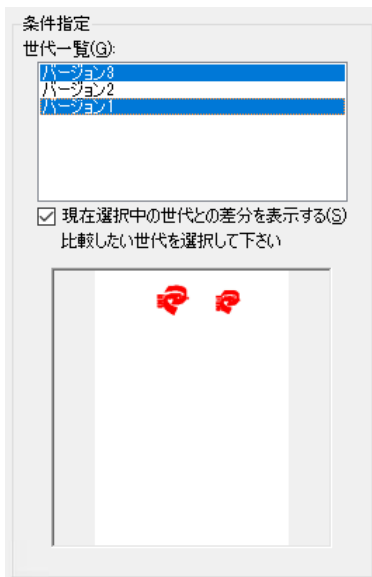 条件指定
世代一覧(G):
バージョン3
バージョン2
バージョン1
現在選択中の世代との差分を表示する(S)
比較したい世代を選択して下さい